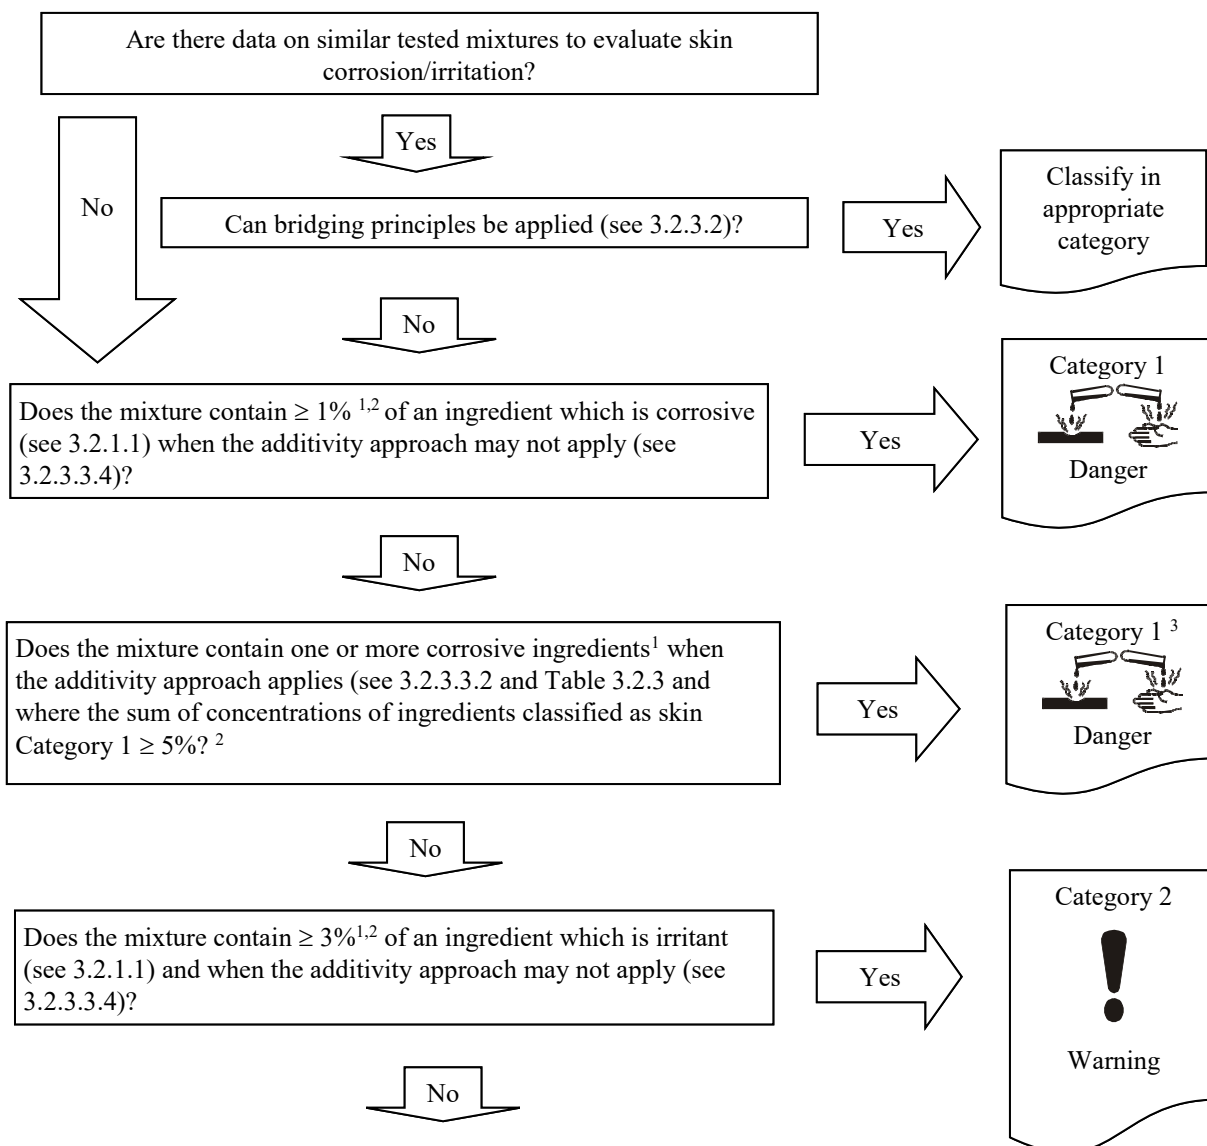 Are there data on similar tested mixtures to evaluate skin
corrosion/irritation?
Yes
No
Can bridging principles be applied (see 3.2.3.2)?
Yes
Classify in
appropriate
category
No
Does the mixture contain ≥ 1% 1,2 of an ingredient which is corrosive
(see 3.2.1.1) when the additivity approach may not apply (see
3.2.3.3.4)?
Yes
Category 1
Danger
No
Does the mixture contain one or more corrosive ingredients1 when
the additivity approach applies (see 3.2.3.3.2 and Table 3.2.3 and
where the sum of concentrations of ingredients classified as skin
Category 1 ≥ 5%? 2
Yes
Category 1 3
Danger
No
Does the mixture contain ≥ 3%1,2 of an ingredient which is irritant
(see 3.2.1.1) and when the additivity approach may not apply (see
3.2.3.3.4)?
Yes
Category 2
Warning
No